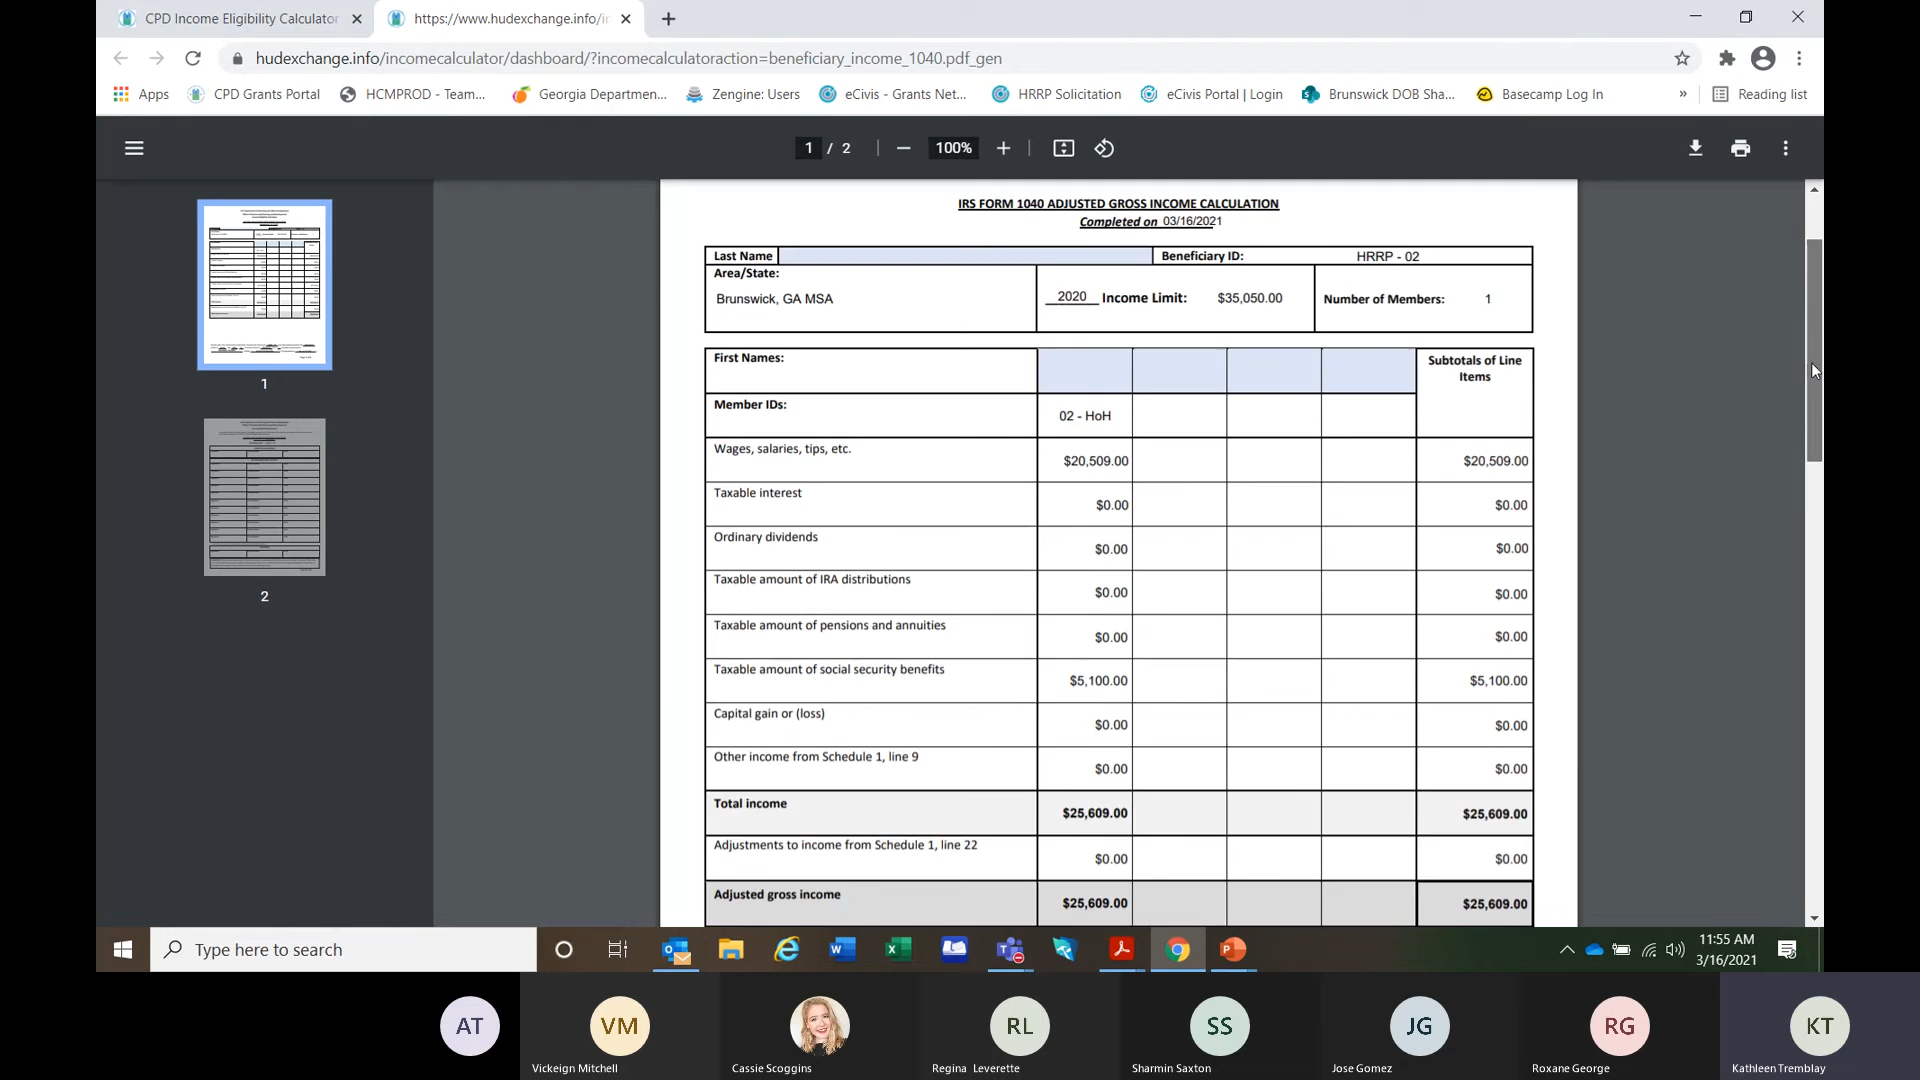 CPD Income Eligibility Calculator
https://www.hudexchange.info/i
hudexchange.info/incomecalculator/dashboard/?incomecalculatoraction=beneficiary_income_1040.pdf_gen
Apps CPD Grants Portal HCMPROD - Team... Georgia Departmen... Zengine: Users eCivis - Grants Net... HRRP Solicitation eCivis Portal | Login Brunswick DOB Sha... Basecamp Log In » Reading list
1 / 2 100%
IRS FORM 1040 ADJUSTED GROSS INCOME CALCULATION
Completed on 03/16/2021
Last Name Beneficiary ID: HRRP - 02
Area/State:
Brunswick, GA MSA 2020 Income Limit: $35,050.00 Number of Members: 1
First Names: Subtotals of Line
Items
Member IDs: 02 - HoH
Wages, salaries, tips, etc. $20,509.00 $20,509.00
Taxable interest $0.00 $0.00
Ordinary dividends $0.00 $0.00
Taxable amount of IRA distributions $0.00 $0.00
Taxable amount of pensions and annuities $0.00 $0.00
Taxable amount of social security benefits $5,100.00 $5,100.00
Capital gain or (loss) $0.00 $0.00
Other income from Schedule 1, line 9 $0.00 $0.00
Total income $25,609.00 $25,609.00
Adjustments to income from Schedule 1, line 22 $0.00 $0.00
Adjusted gross income $25,609.00 $25,609.00
1
2
Type here to search
11:55 AM
3/16/2021
AT VM RL SS JG RG KT
Vickeign Mitchell Cassie Scoggins Regina Leverette Sharmin Saxton Jose Gomez Roxane George Kathleen Tremblay